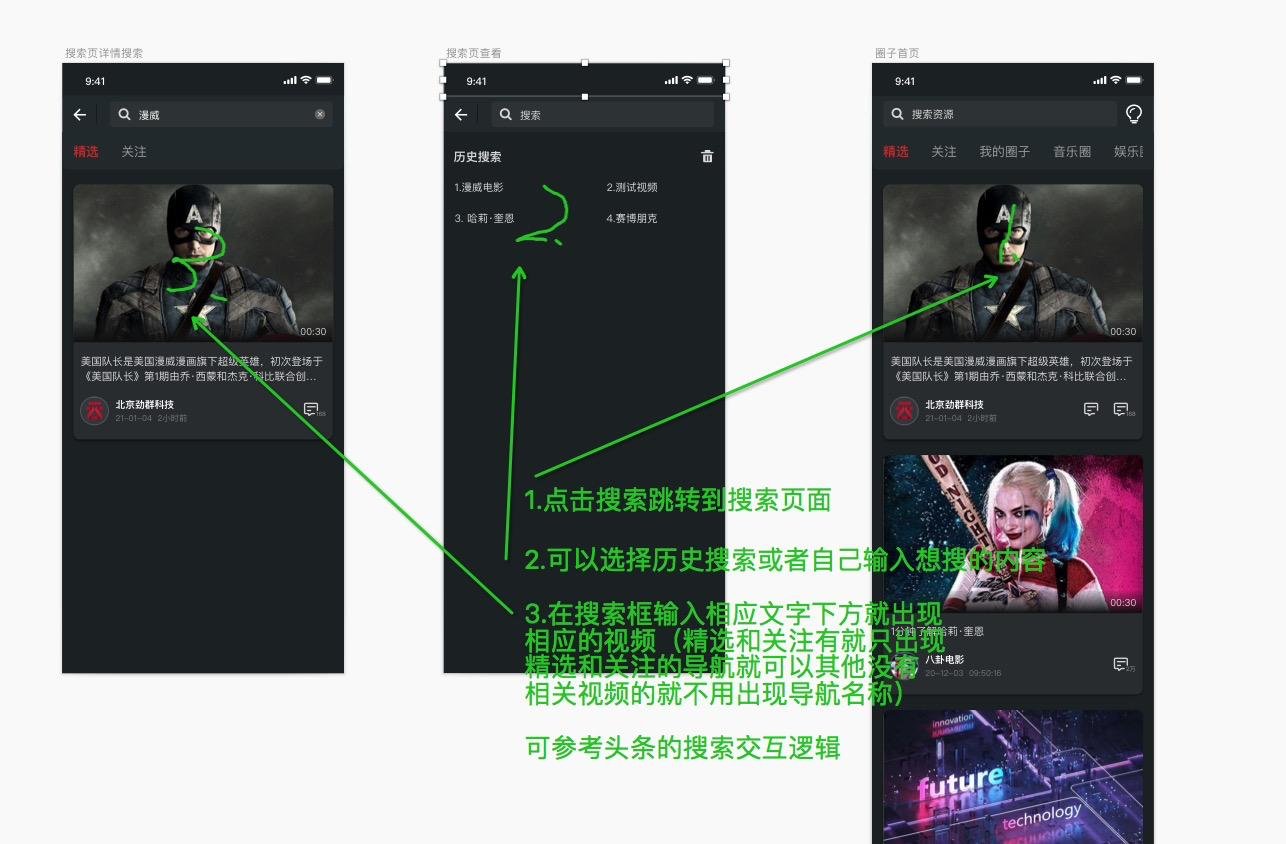 搜索页详情搜索
9:41
漫威
精选
关注
A
00:30
美国队长是美国漫威漫画旗下超级英雄，初次登场于
《美国队长》第1期由乔·西蒙和杰克·科比联合创...
北京劲群科技
21-01-04 2小时前
168
搜索页查看
9:41
搜索
历史搜索
1.漫威电影
2.测试视频
3. 哈莉·奎恩
4.赛博朋克
圈子首页
9:41
搜索资源
精选
关注
我的圈子
音乐圈
娱乐圈
A
00:30
美国队长是美国漫威漫画旗下超级英雄，初次登场于
《美国队长》第1期由乔·西蒙和杰克·科比联合创...
北京劲群科技
21-01-04 2小时前
168
OD NIGH
00:30
1分钟了解哈莉·奎恩
八卦电影
20-12-03 09:50:16
innovation
future
technology
1.点击搜索跳转到搜索页面
2.可以选择历史搜索或者自己输入想搜的内容
3.在搜索框输入相应文字下方就出现
相应的视频（精选和关注有就只出现
精选和关注的导航就可以其他没有
相关视频的就不用出现导航名称）
可参考头条的搜索交互逻辑